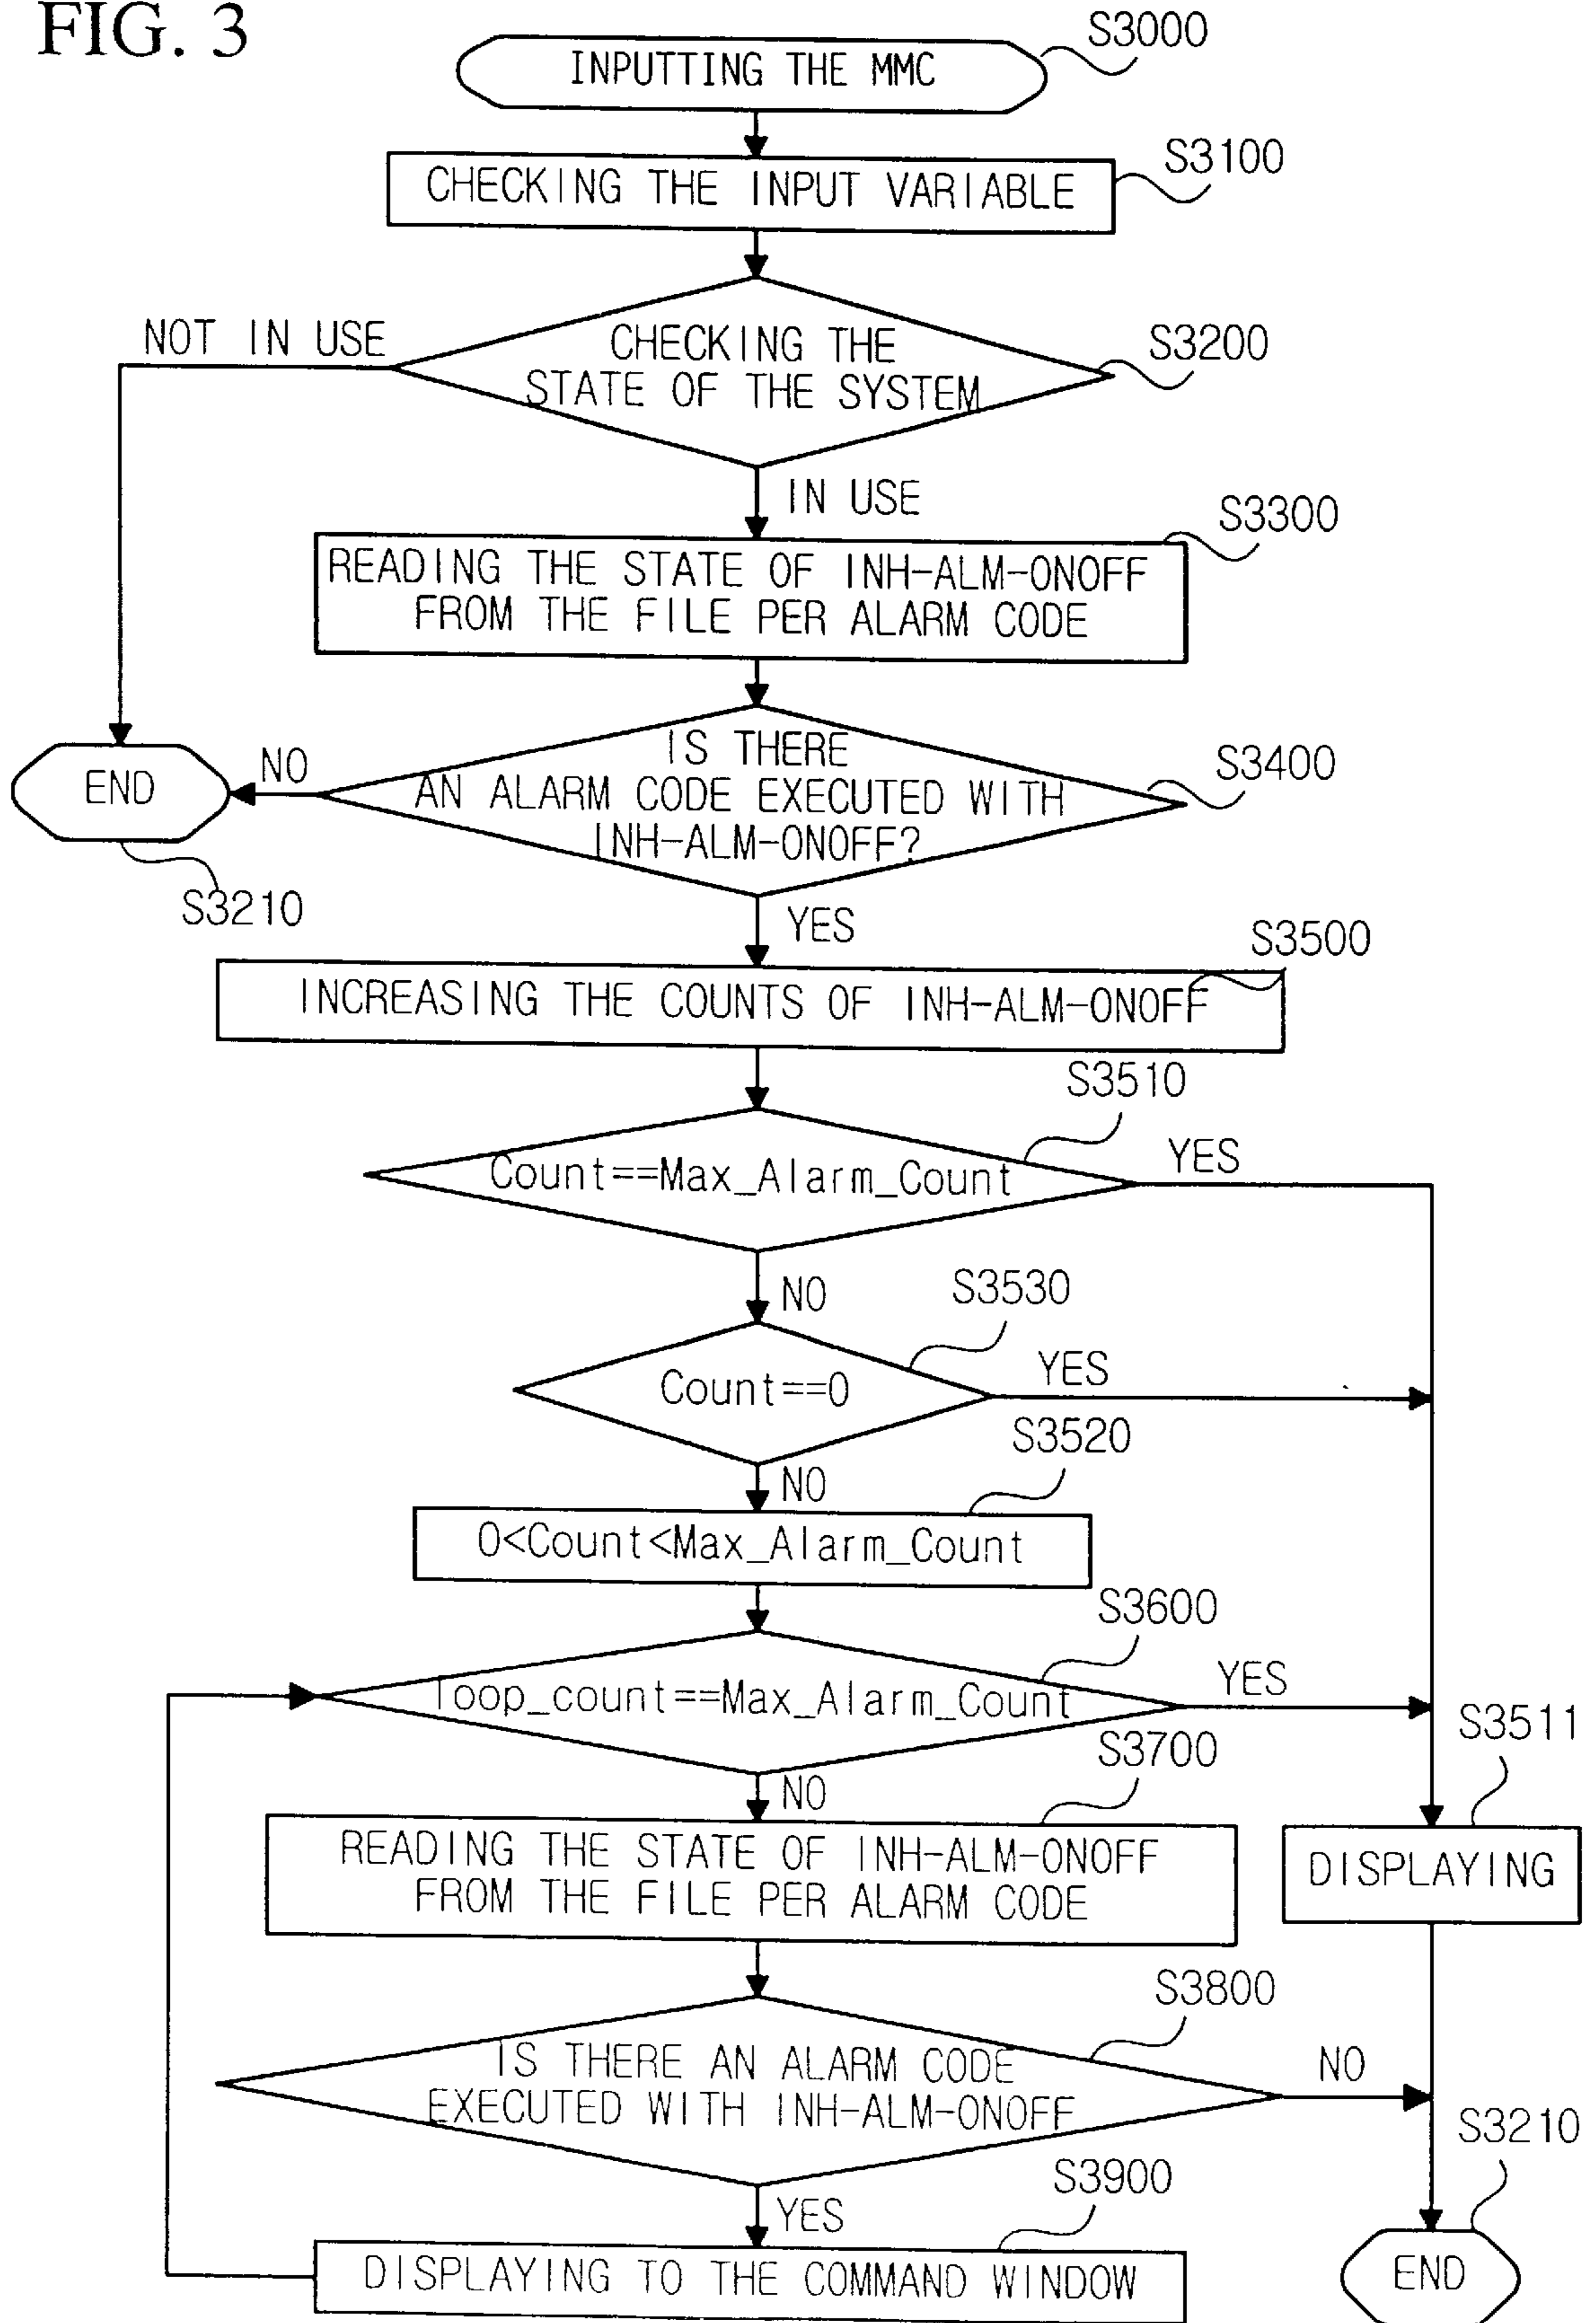 FIG. 3
S3000
INPUTTING THE MMC
S3100
CHECKING THE INPUT VARIABLE
NOT IN USE
CHECKING THE
STATE OF THE SYSTEM
S3200
IN USE
S3300
READING THE STATE OF INH-ALM-ONOFF
FROM THE FILE PER ALARM CODE
IS THERE
AN ALARM CODE EXECUTED WITH
INH-ALM-ONOFF?
S3400
NO
END
S3210
YES
S3500
INCREASING THE COUNTS OF INH-ALM-ONOFF
S3510
Count==Max_Alarm_Count
YES
NO
S3530
Count==0
YES
S3520
NO
0<Count<Max_Alarm_Count
S3600
loop_count==Max_Alarm_Count
YES
S3511
S3700
NO
READING THE STATE OF INH-ALM-ONOFF
FROM THE FILE PER ALARM CODE
DISPLAYING
S3800
IS THERE AN ALARM CODE
EXECUTED WITH INH-ALM-ONOFF
NO
S3210
S3900
YES
DISPLAYING TO THE COMMAND WINDOW
END